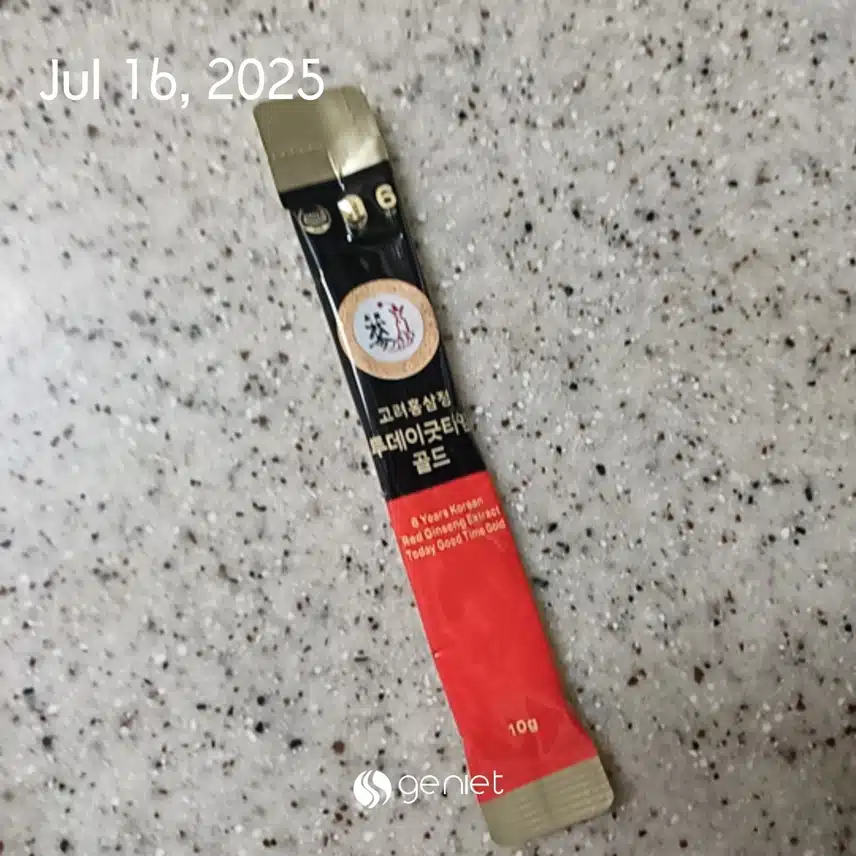 Jul 16, 2025
6
고려홍삼정
투데이굿타임
골드
6 Years Korean
Red Ginseng Extract
Today Good Time Gold
10g
geniet